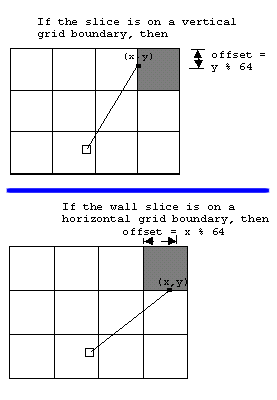 If the slice is on a vertical
grid boundary, then
(x,y)
offset =
y % 64
If the wall slice is on a
horizontal grid boundary, then
offset = x % 64
(x,y)